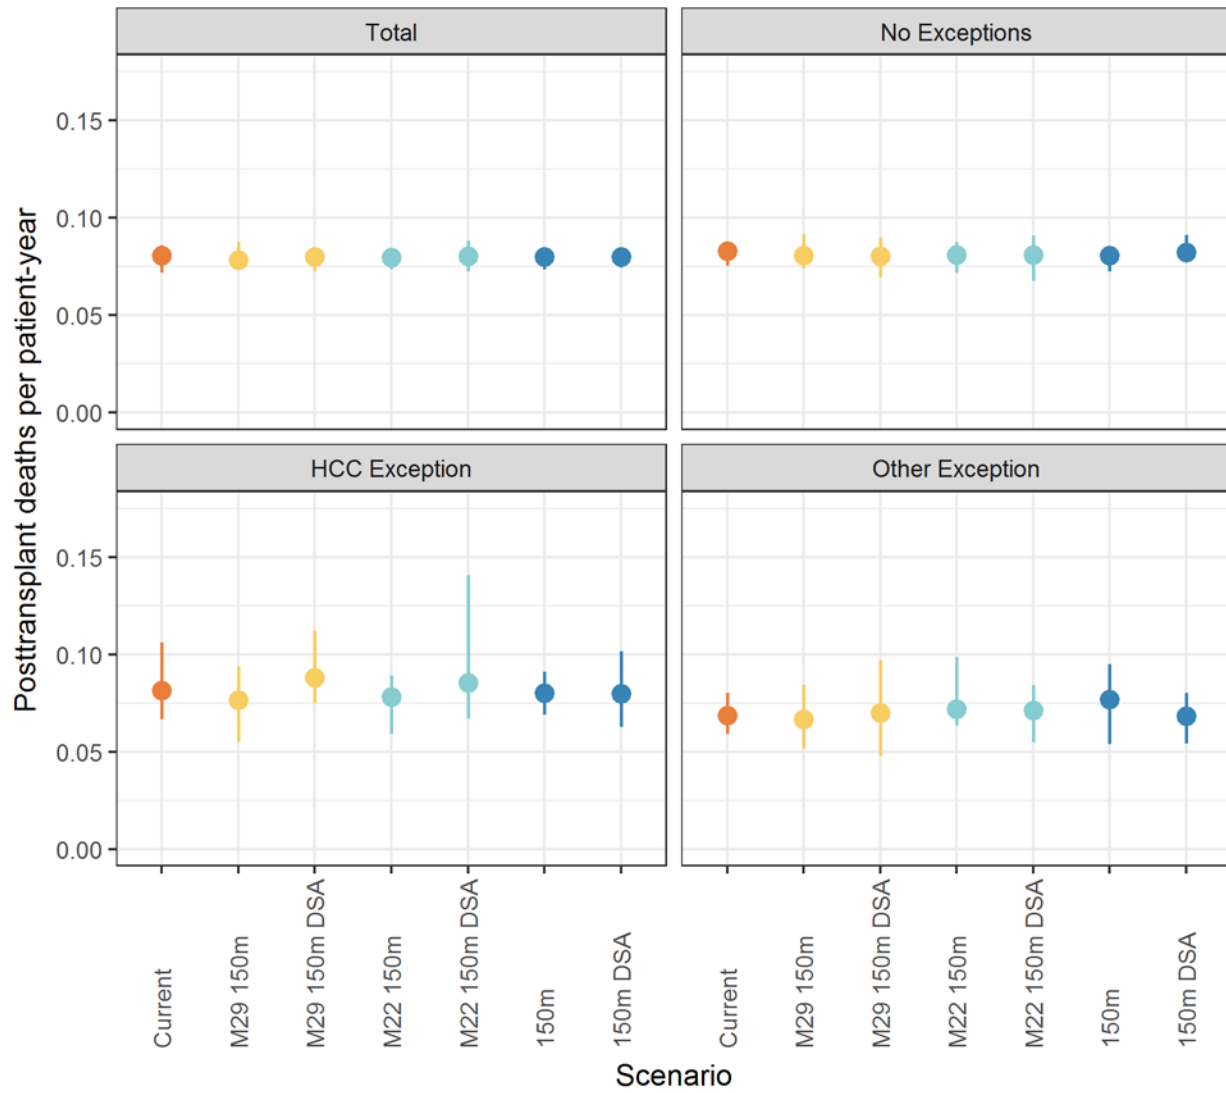 Total
No Exceptions
0.15
0.10
0.05
0.00
HCC Exception
Other Exception
0.15
0.10
0.05
0.00
Posttransplant deaths per patient-year
Current
M29 150m
M29 150m DSA
M22 150m
M22 150m DSA
150m
150m DSA
Current
M29 150m
M29 150m DSA
M22 150m
M22 150m DSA
150m
150m DSA
Scenario